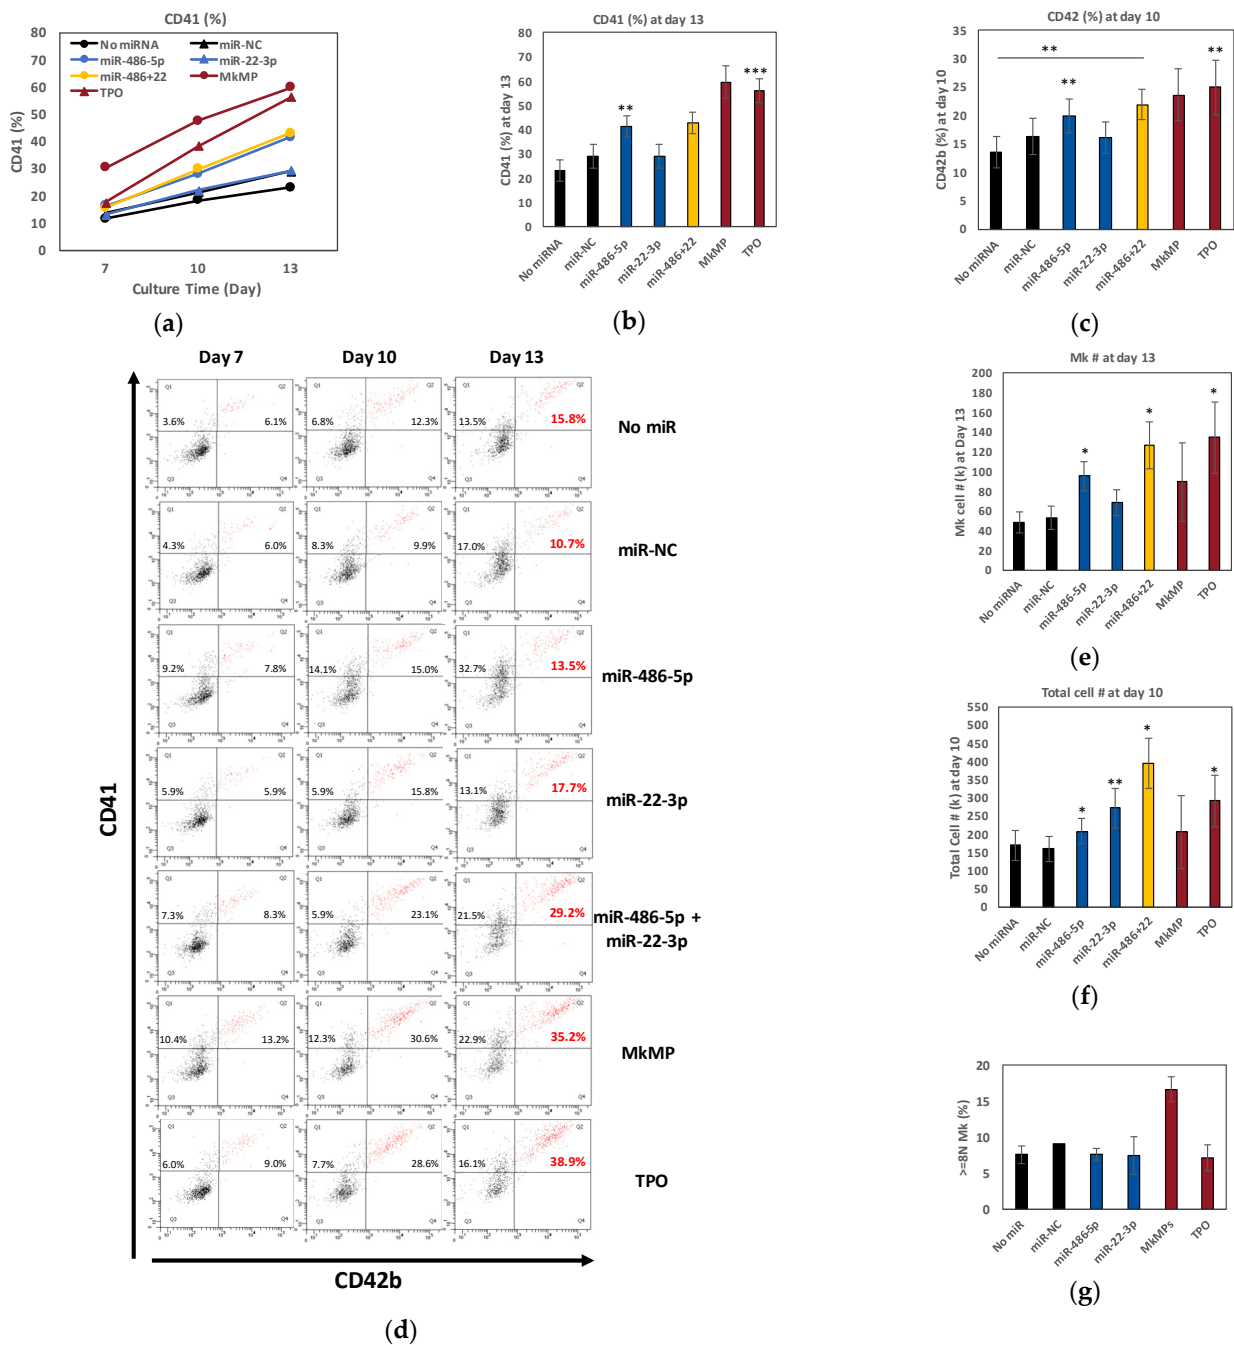 CD41 (%)
No miRNA
miR-NC
miR-486-5p
miR-22-3p
miR-486+22
MkMP
TPO
CD41 (%)
80
70
60
50
40
30
20
10
0
7
10
13
Culture Time (Day)
(a)
CD41 (%) at day 13
CD41 (%) at day 13
80
70
60
50
40
30
20
10
0
**
***
No miRNA
miR-NC
miR-486-5p
miR-22-3p
miR-486+22
MkMP
TPO
(b)
CD42 (%) at day 10
CD42b (%) at day 10
35
30
25
20
15
10
5
0
**
**
**
No miRNA
miR-NC
miR-486-5p
miR-22-3p
miR-486+22
MkMP
TPO
(c)
Day 7
Day 10
Day 13
Q1 Q2 Q3 Q4
3.6% 6.1%
6.8% 12.3%
13.5% 15.8%
No miR
4.3% 6.0%
8.3% 9.9%
17.0% 10.7%
miR-NC
9.2% 7.8%
14.1% 15.0%
32.7% 13.5%
miR-486-5p
5.9% 5.9%
5.9% 15.8%
13.1% 17.7%
miR-22-3p
7.3% 8.3%
5.9% 23.1%
21.5% 29.2%
miR-486-5p +
miR-22-3p
10.4% 13.2%
12.3% 30.6%
22.9% 35.2%
MkMP
6.0% 9.0%
7.7% 28.6%
16.1% 38.9%
TPO
CD41
CD42b
(d)
Mk # at day 13
Mk cell # (k) at Day 13
200
180
160
140
120
100
80
60
40
20
0
*
*
*
No miRNA
miR-NC
miR-486-5p
miR-22-3p
miR-486+22
MkMP
TPO
(e)
Total cell # at day 10
Total Cell # (k) at day 10
550
500
450
400
350
300
250
200
150
100
50
0
*
**
*
*
No miRNA
miR-NC
miR-486-5p
miR-22-3p
miR-486+22
MkMP
TPO
(f)
>=8N Mk (%)
20
15
10
5
0
No miR
miR-NC
miR-4865p
miR-22-3p
MkMPs
TPO
(g)